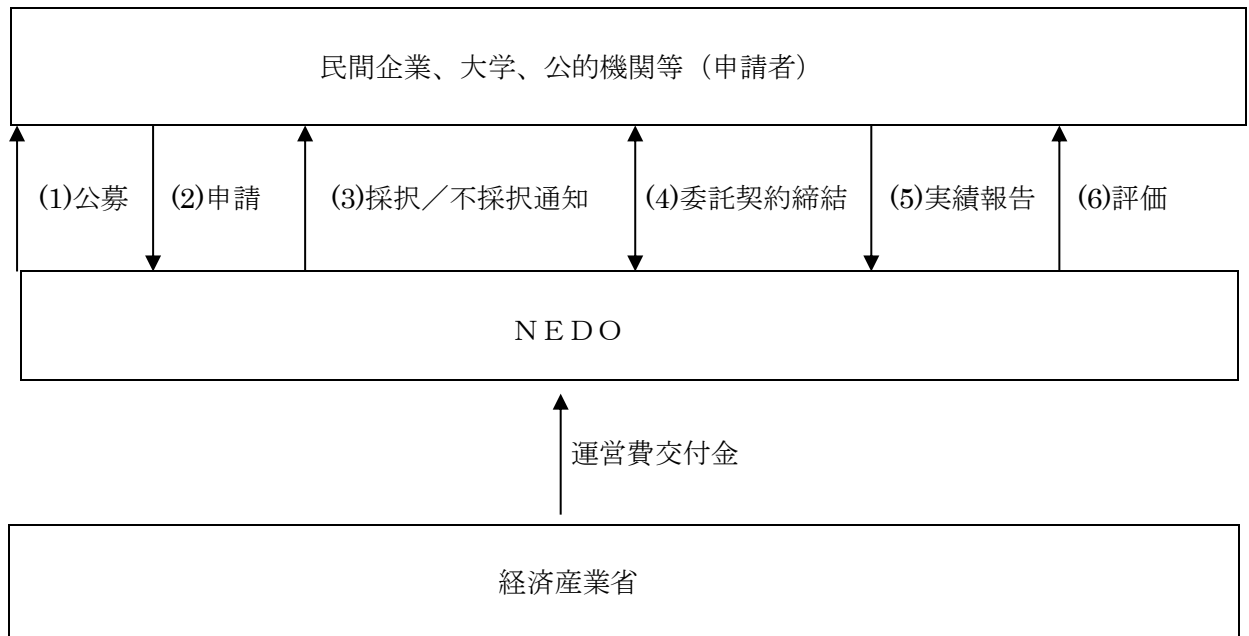 民間企業、大学、公的機関等（申請者）
(1)公募 (2)申請 (3)採択／不採択通知 (4)委託契約締結 (5)実績報告 (6)評価
ＮＥＤＯ
運営費交付金
経済産業省